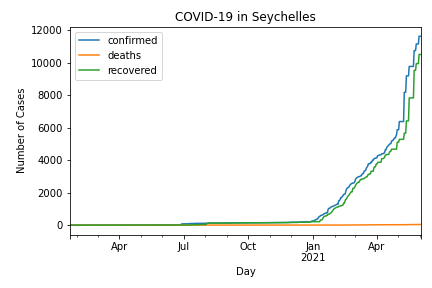 COVID-19 in Seychelles
confirmed
deaths
recovered
Number of Cases
12000
10000
8000
6000
4000
2000
0
Apr
Jul
Oct
Jan
2021
Apr
Day